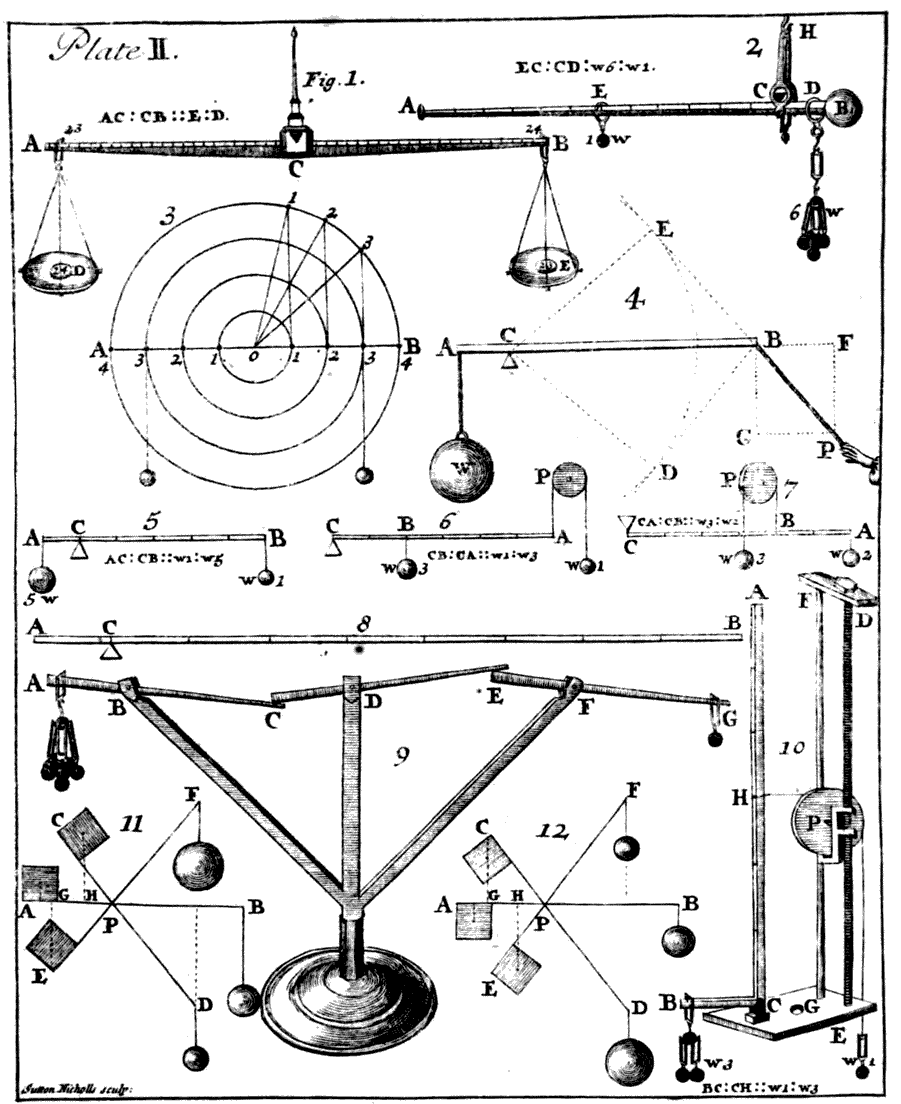 Plate II.
Fig. 1.
AC : CB :: E : D.
A 23 24 B
C
D
E
2
H
EC : CD : w6 : w1.
A E C D B
1 w
6 w
3
1
2
3
A 4 3 2 1 0 1 2 3 4 B
4
E
A C B F
G
W
D
P
5
A C B
AC : CB :: w1 : w5
5 w
w 1
6
P
C B A
CB : CA :: w1 : w3
w 3
w 1
7
P
CA : CB :: w3 : w2
C B A
w 3
w 2
8
A C B
9
A B C D E F G
10
A F D
H P
B C G E
w 3
w 1
BC : CH :: w1 : w3
11
C F
A G H B
P
E D
12
C F
A G H B
P
E D
Sutton Nicholls sculp: